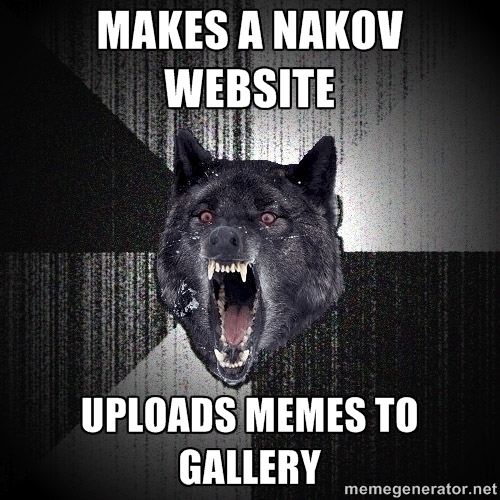 MAKES A NAKOV
WEBSITE
UPLOADS MEMES TO
GALLERY
memegenerator.net